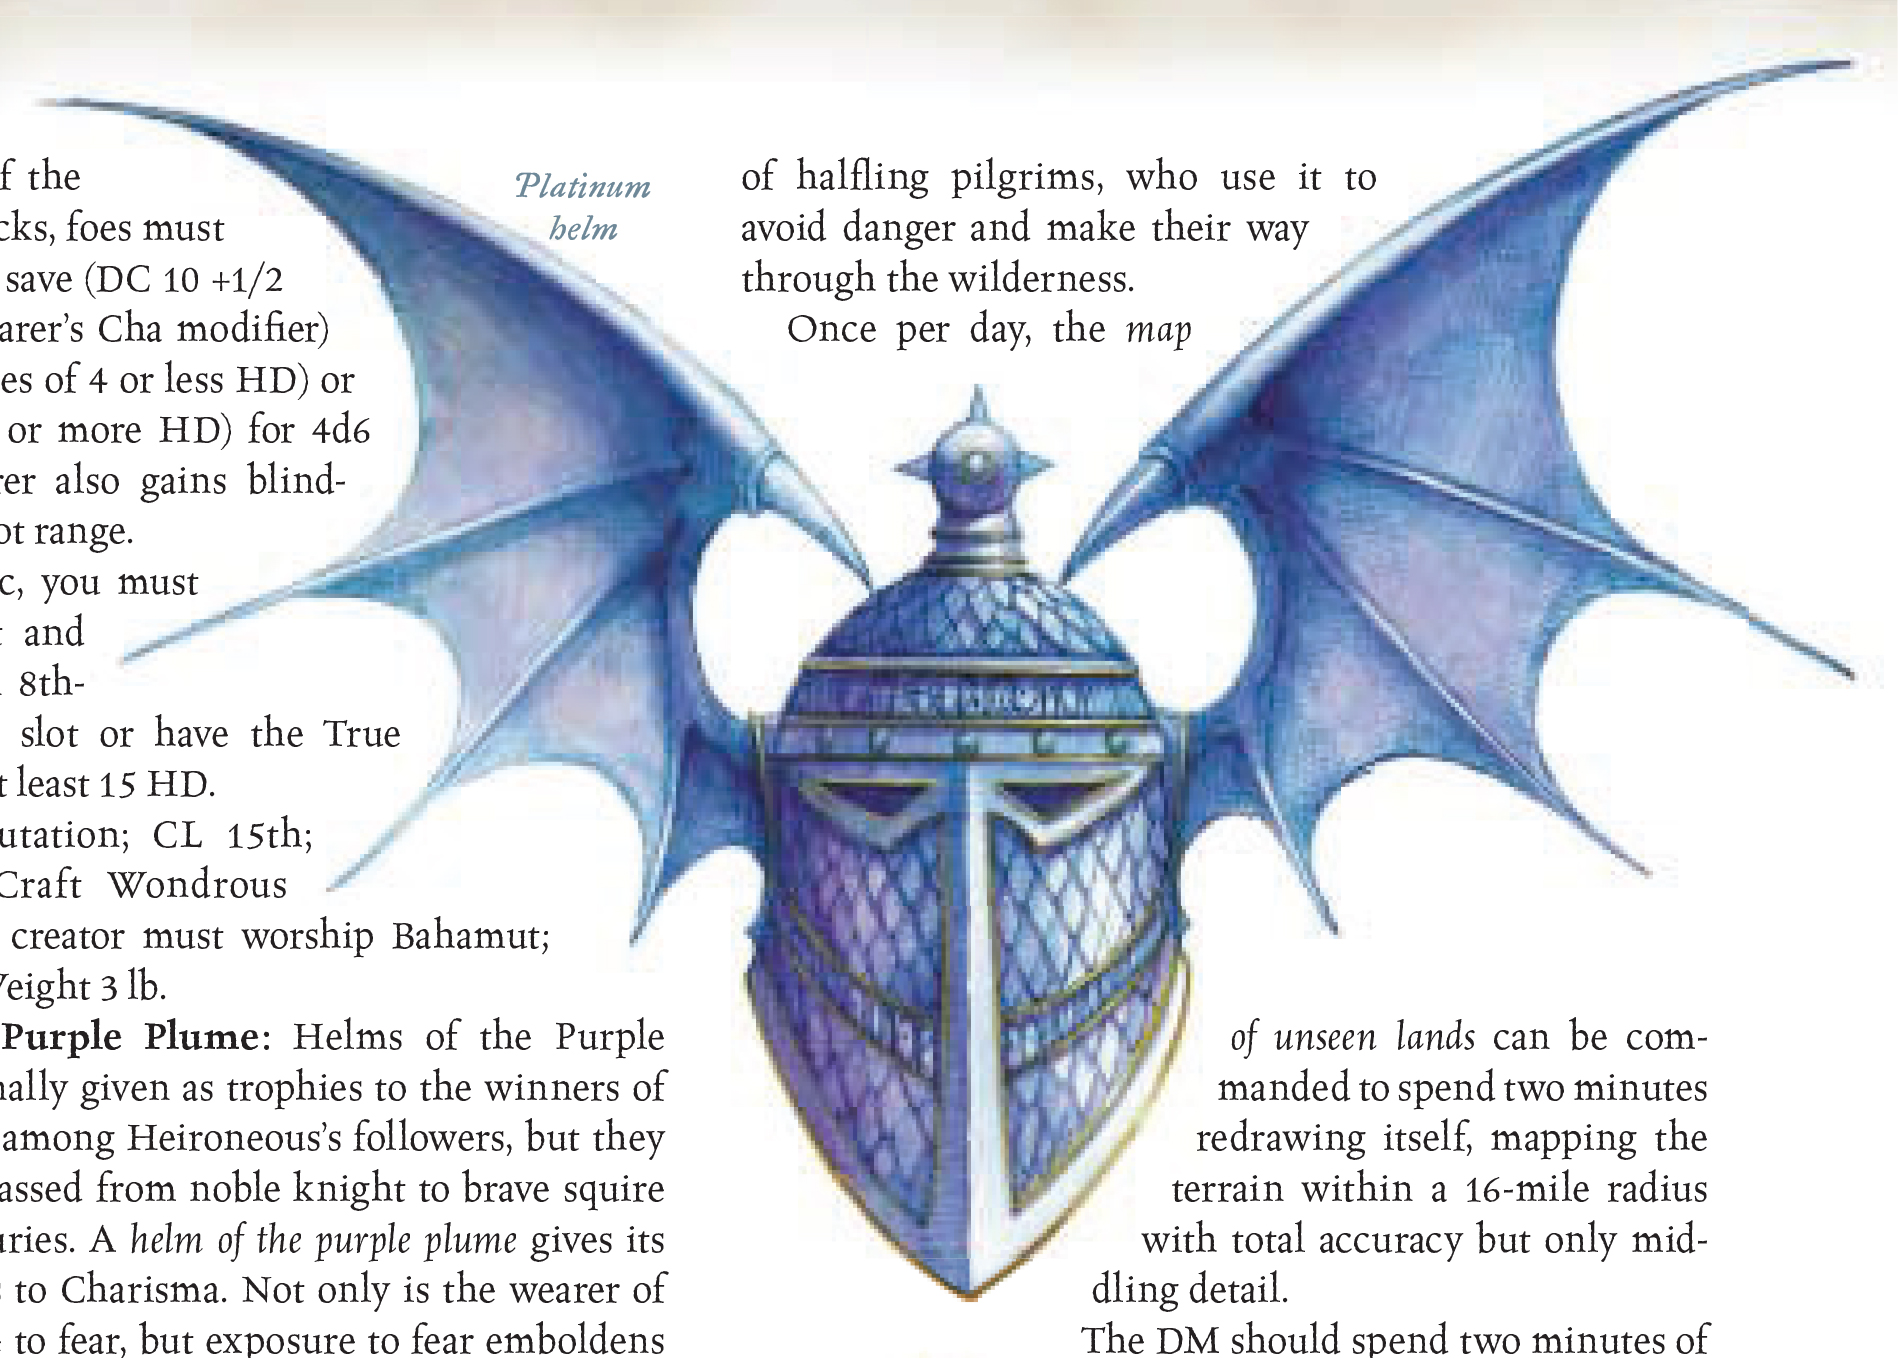 f the
cks, foes must
save (DC 10 +1/2
arer's Cha modifier)
es of 4 or less HD) or
or more HD) for 4d6
rer also gains blind-
ot range.
c, you must
t and
8th-
slot or have the True
t least 15 HD.
utation; CL 15th;
Craft Wondrous
creator must worship Bahamut;
Weight 3 lb.
Purple Plume: Helms of the Purple
nally given as trophies to the winners of
among Heironeous's followers, but they
assed from noble knight to brave squire
uries. A helm of the purple plume gives its
to Charisma. Not only is the wearer of
to fear, but exposure to fear emboldens
Platinum
helm
of halfling pilgrims, who use it to
avoid danger and make their way
through the wilderness.
Once per day, the map
of unseen lands can be com-
manded to spend two minutes
redrawing itself, mapping the
terrain within a 16-mile radius
with total accuracy but only mid-
dling detail.
The DM should spend two minutes of